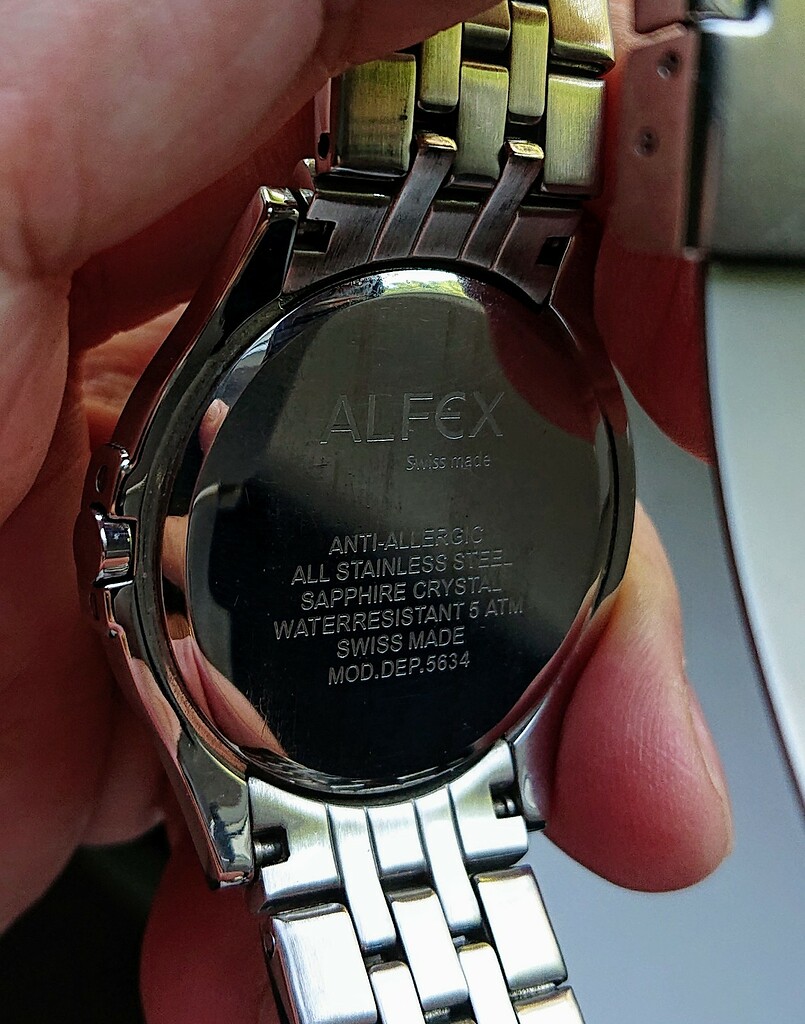 ALFEX
Swiss made
ANTI-ALLERGIC
ALL STAINLESS STEEL
SAPPHIRE CRYSTAL
WATERRESISTANT 5 ATM
SWISS MADE
MOD.DEP.5634